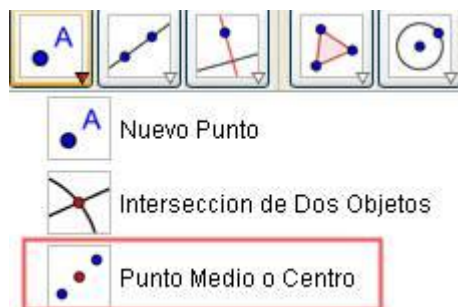 A
A
Nuevo Punto
Interseccion de Dos Objetos
Punto Medio o Centro